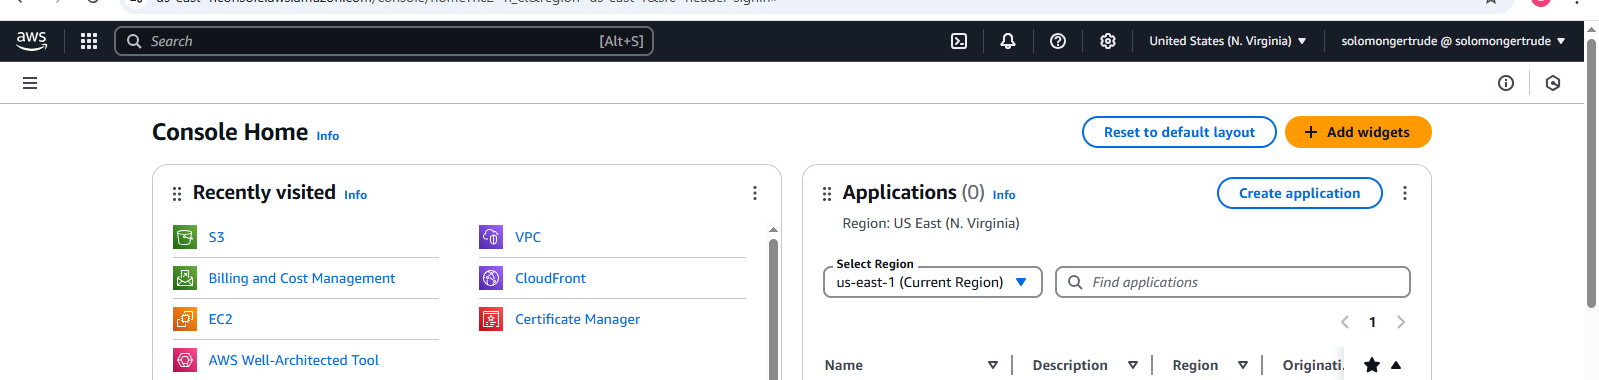 aws
Search [Alt+S]
United States (N. Virginia)
solomongertrude @ solomongertrude
Console Home Info
Reset to default layout
+ Add widgets
Recently visited Info
S3
Billing and Cost Management
EC2
AWS Well-Architected Tool
VPC
CloudFront
Certificate Manager
Applications (0) Info
Create application
Region: US East (N. Virginia)
Select Region
us-east-1 (Current Region)
Find applications
1
Name Description Region Originati